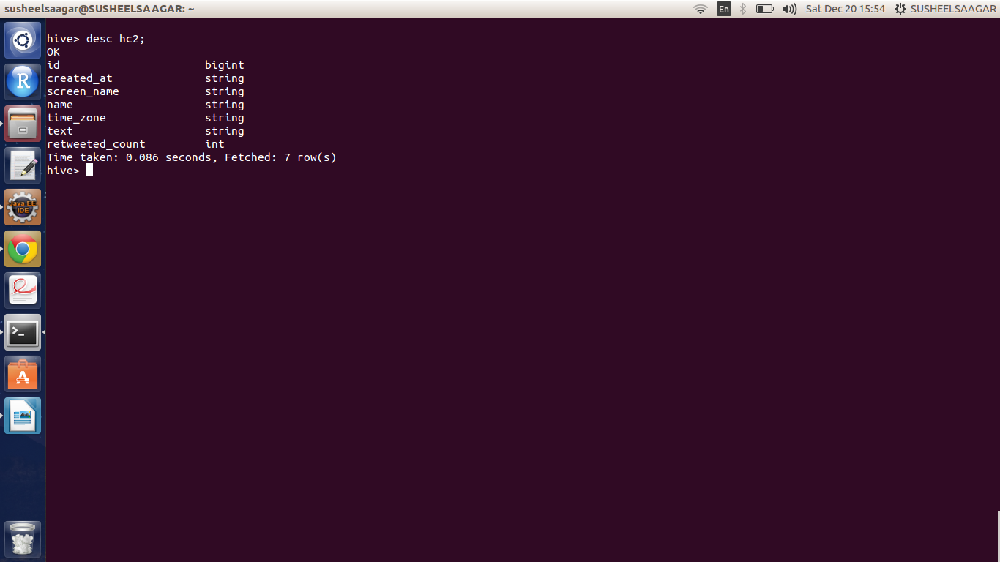 susheelsaagar@SUSHEELSAAGAR: ~
En
Sat Dec 20 15:54
SUSHEELSAAGAR
hive> desc hc2;
OK
id bigint
created_at string
screen_name string
name string
time_zone string
text string
retweeted_count int
Time taken: 0.086 seconds, Fetched: 7 row(s)
hive>
R
Java EE
IDE
>_
A